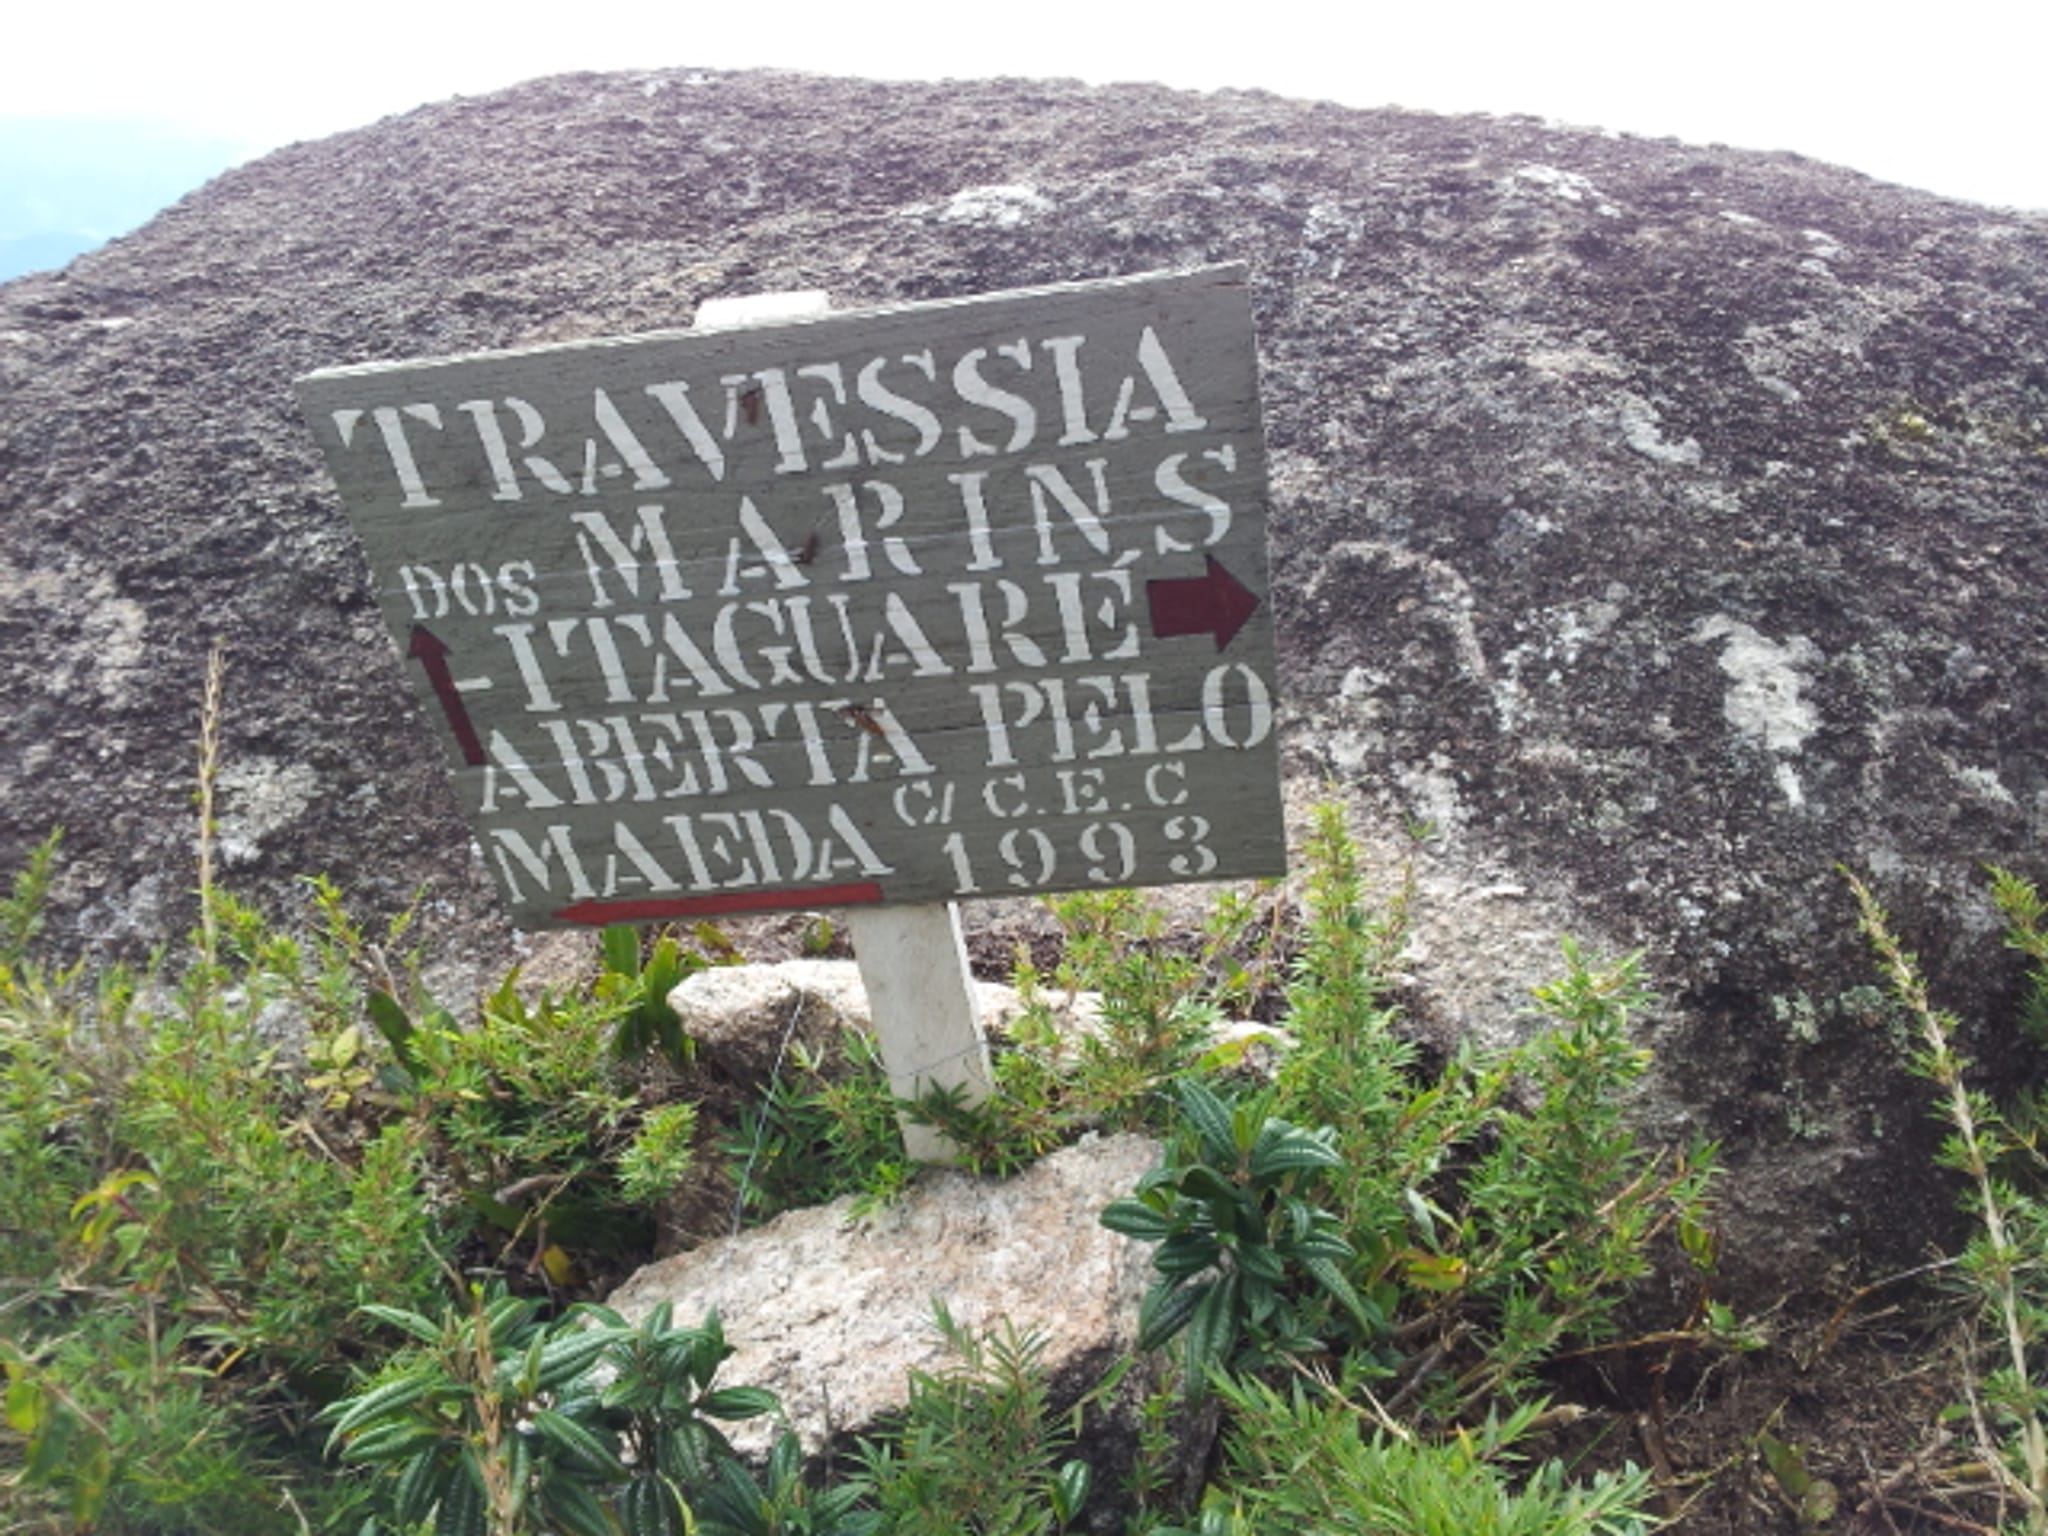 TRAVESSIA
DOS MARINS
-ITAGUARÉ
ABERTA PELO
MAEDA C/ C.E.C
1993